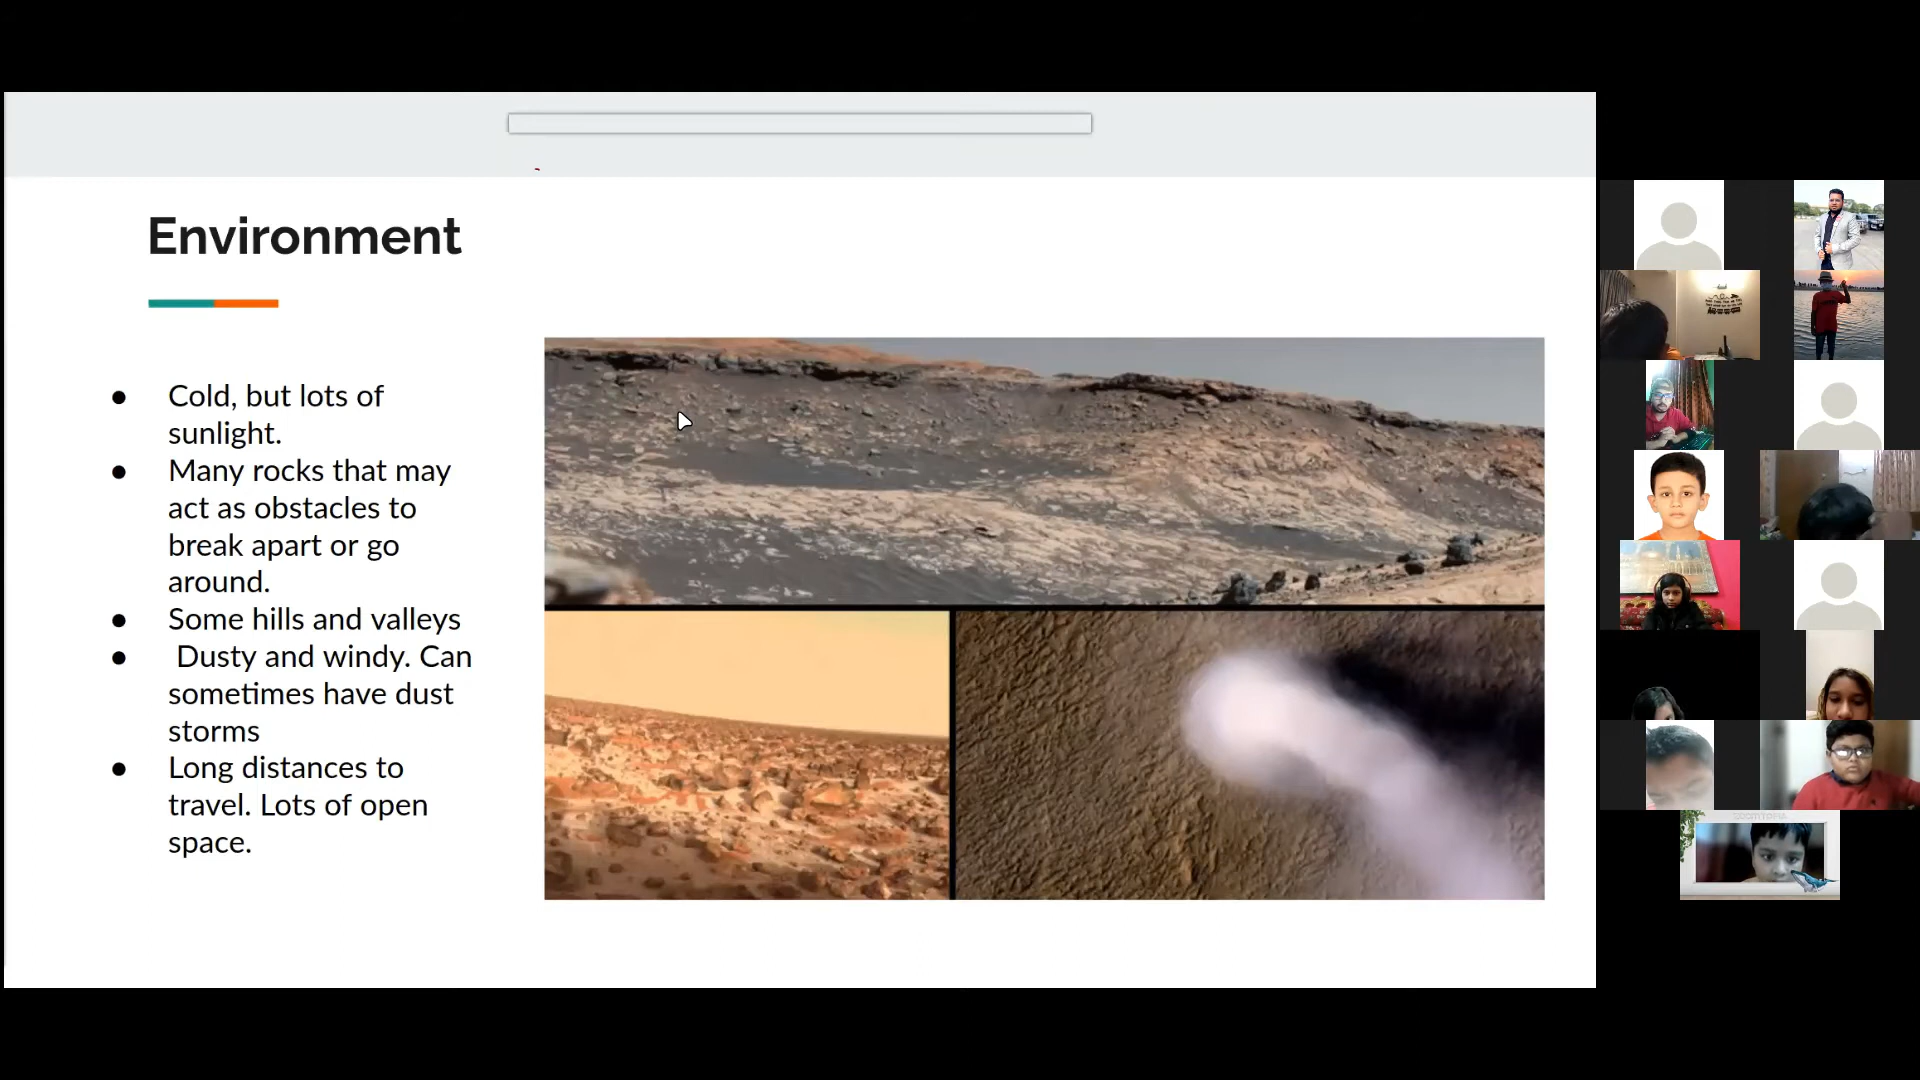 Environment
● Cold, but lots of
sunlight.
● Many rocks that may
act as obstacles to
break apart or go
around.
● Some hills and valleys
● Dusty and windy. Can
sometimes have dust
storms
● Long distances to
travel. Lots of open
space.